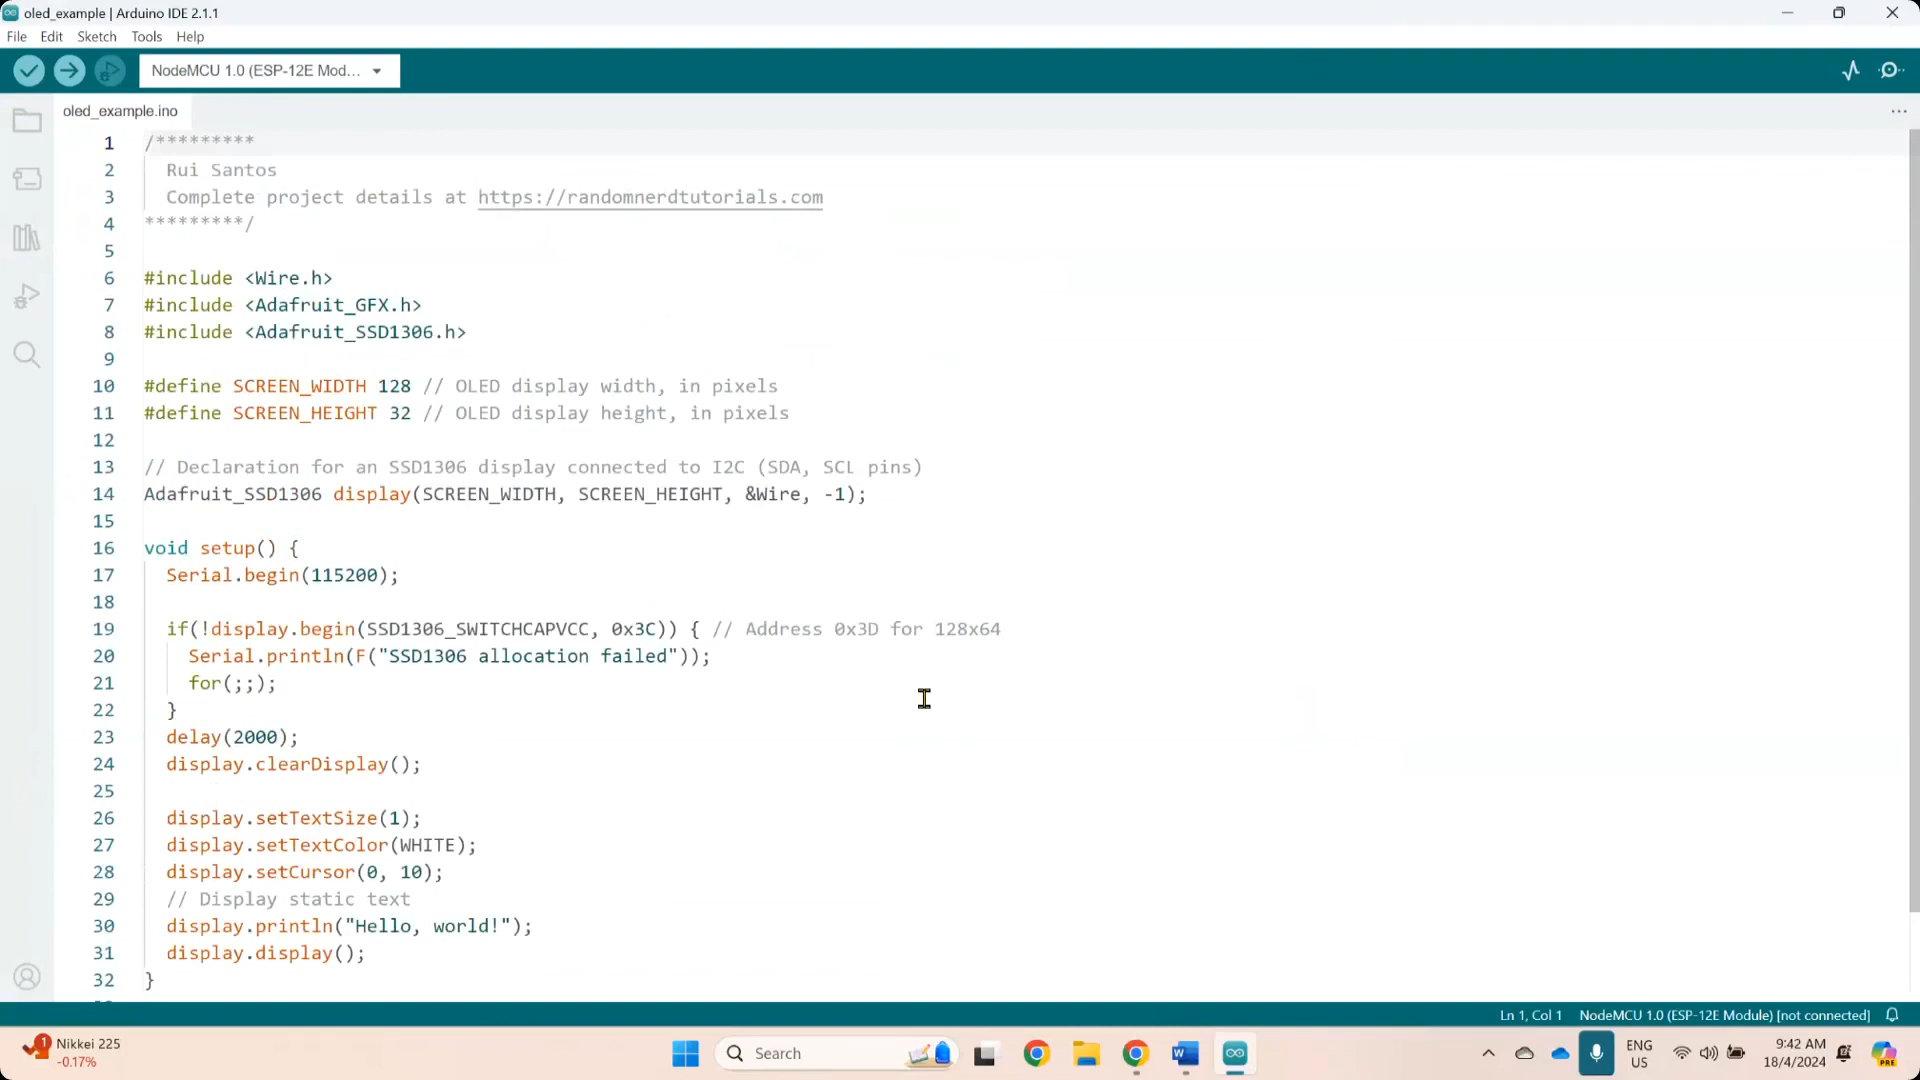 oled_example | Arduino IDE 2.1.1
File Edit Sketch Tools Help
NodeMCU 1.0 (ESP-12E Mod...
oled_example.ino
1 /*********
2 Rui Santos
3 Complete project details at https://randomnerdtutorials.com
4 *********/
5
6 #include <Wire.h>
7 #include <Adafruit_GFX.h>
8 #include <Adafruit_SSD1306.h>
9
10 #define SCREEN_WIDTH 128 // OLED display width, in pixels
11 #define SCREEN_HEIGHT 32 // OLED display height, in pixels
12
13 // Declaration for an SSD1306 display connected to I2C (SDA, SCL pins)
14 Adafruit_SSD1306 display(SCREEN_WIDTH, SCREEN_HEIGHT, &Wire, -1);
15
16 void setup() {
17 Serial.begin(115200);
18
19 if(!display.begin(SSD1306_SWITCHCAPVCC, 0x3C)) { // Address 0x3D for 128x64
20 Serial.println(F("SSD1306 allocation failed"));
21 for(;;);
22 }
23 delay(2000);
24 display.clearDisplay();
25
26 display.setTextSize(1);
27 display.setTextColor(WHITE);
28 display.setCursor(0, 10);
29 // Display static text
30 display.println("Hello, world!");
31 display.display();
32 }
Ln 1, Col 1 NodeMCU 1.0 (ESP-12E Module) [not connected]
1
Nikkei 225
-0.17%
Search
ENG
US
9:42 AM
18/4/2024
PRE